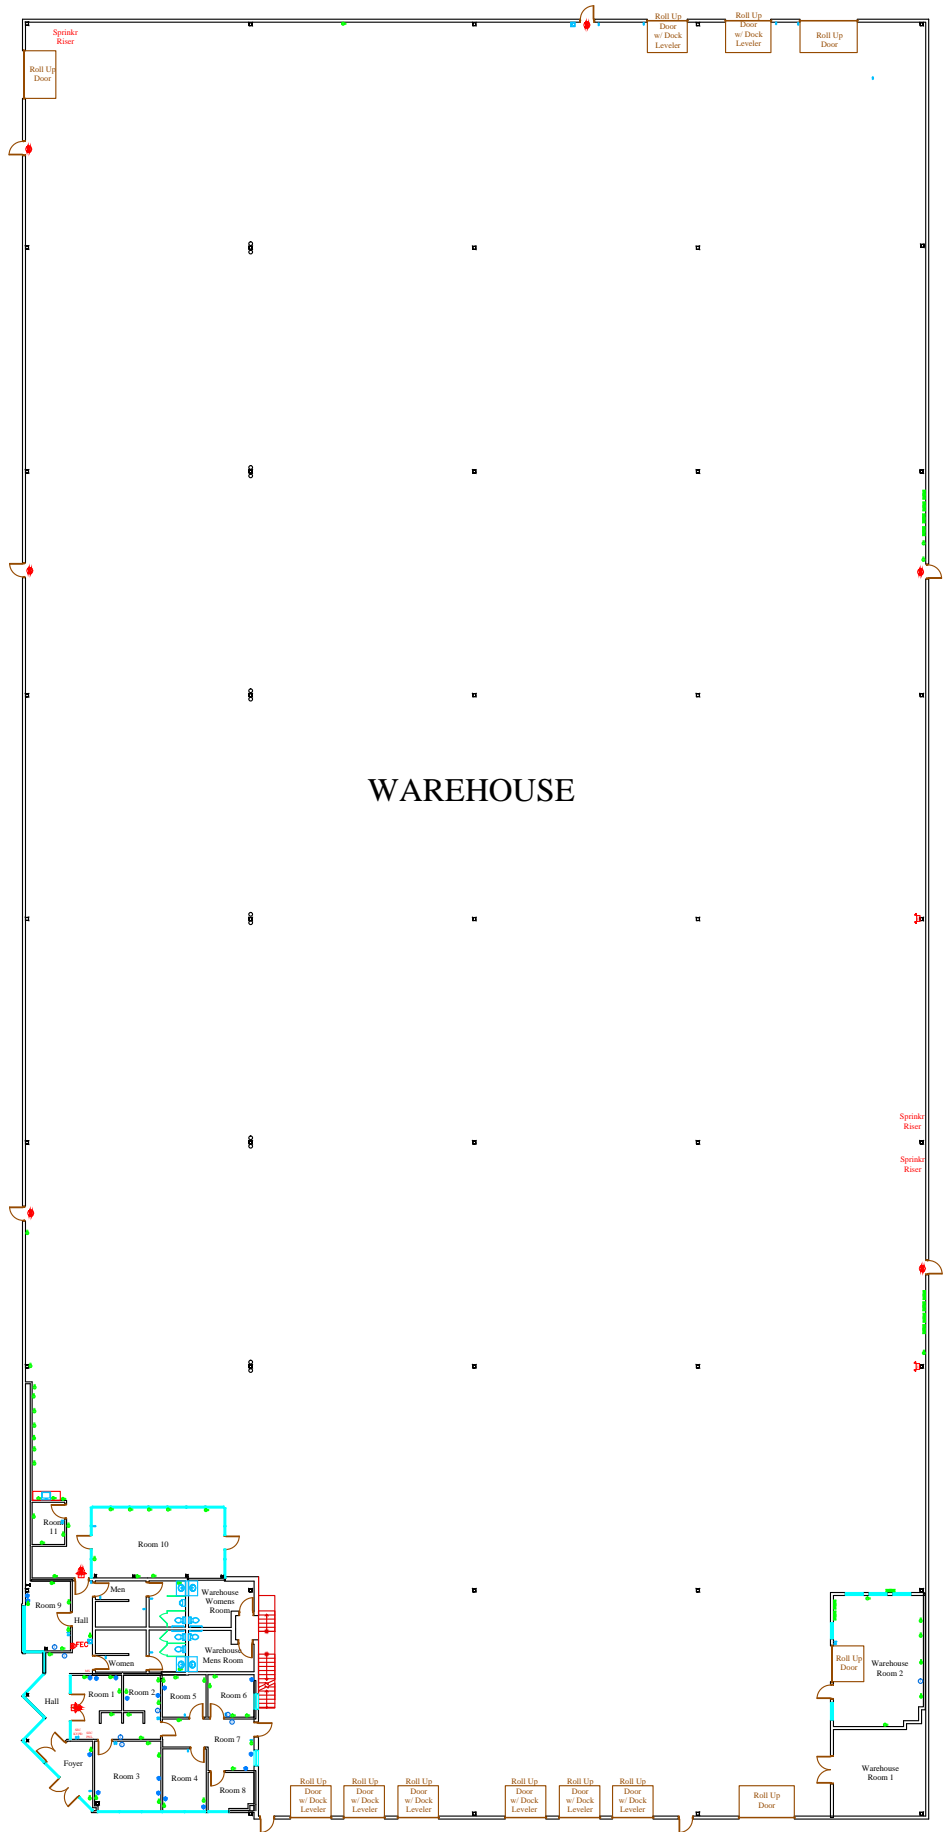 Sprinkr
Riser
Roll Up
Door
w/ Dock
Leveler
Roll Up
Door
w/ Dock
Leveler
Roll Up
Door
Roll Up
Door
WAREHOUSE
Sprinkr
Riser
Sprinkr
Riser
Room
11
Room 10
Men
Warehouse
Womens
Room
Room 9
Hall
FEC
Women
Warehouse
Mens Room
Hall
Room 1
Room 2
Room 5
Room 6
Room 7
Foyer
Room 3
Room 4
Room 8
Roll Up
Door
Warehouse
Room 2
Warehouse
Room 1
Roll Up
Door
w/ Dock
Leveler
Roll Up
Door
w/ Dock
Leveler
Roll Up
Door
w/ Dock
Leveler
Roll Up
Door
w/ Dock
Leveler
Roll Up
Door
w/ Dock
Leveler
Roll Up
Door
w/ Dock
Leveler
Roll Up
Door